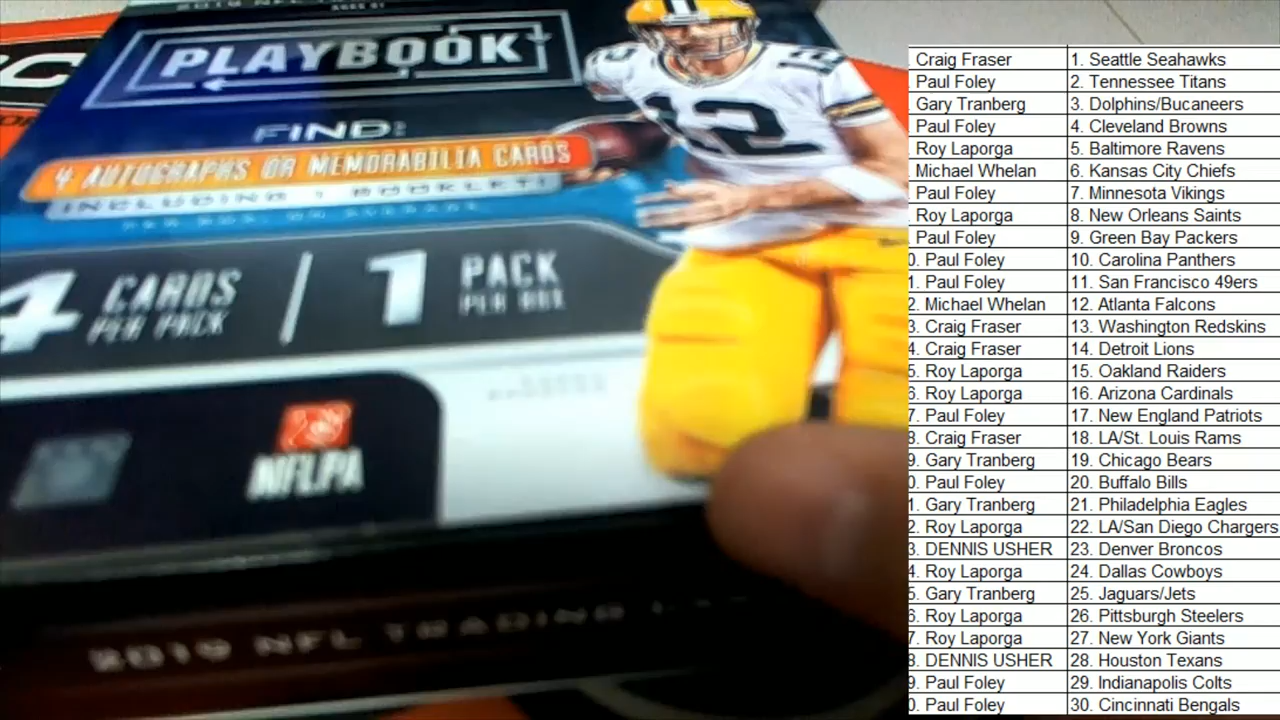 2019 NFL
AGES 6+
PLAYBOOK
FIND:
4 AUTOGRAPHS OR MEMORABILIA CARDS
INCLUDING 1 BOOKLET!
PER BOX, ON AVERAGE
4 CARDS PER PACK
1 PACK PER BOX
NFLPA
2019 NFL TRADING
12
12
. Craig Fraser 1. Seattle Seahawks
Paul Foley 2. Tennessee Titans
Gary Tranberg 3. Dolphins/Bucaneers
Paul Foley 4. Cleveland Browns
Roy Laporga 5. Baltimore Ravens
Michael Whelan 6. Kansas City Chiefs
. Paul Foley 7. Minnesota Vikings
. Roy Laporga 8. New Orleans Saints
. Paul Foley 9. Green Bay Packers
0. Paul Foley 10. Carolina Panthers
1. Paul Foley 11. San Francisco 49ers
2. Michael Whelan 12. Atlanta Falcons
3. Craig Fraser 13. Washington Redskins
4. Craig Fraser 14. Detroit Lions
5. Roy Laporga 15. Oakland Raiders
6. Roy Laporga 16. Arizona Cardinals
7. Paul Foley 17. New England Patriots
8. Craig Fraser 18. LA/St. Louis Rams
9. Gary Tranberg 19. Chicago Bears
0. Paul Foley 20. Buffalo Bills
1. Gary Tranberg 21. Philadelphia Eagles
2. Roy Laporga 22. LA/San Diego Chargers
3. DENNIS USHER 23. Denver Broncos
4. Roy Laporga 24. Dallas Cowboys
5. Gary Tranberg 25. Jaguars/Jets
6. Roy Laporga 26. Pittsburgh Steelers
7. Roy Laporga 27. New York Giants
8. DENNIS USHER 28. Houston Texans
9. Paul Foley 29. Indianapolis Colts
0. Paul Foley 30. Cincinnati Bengals